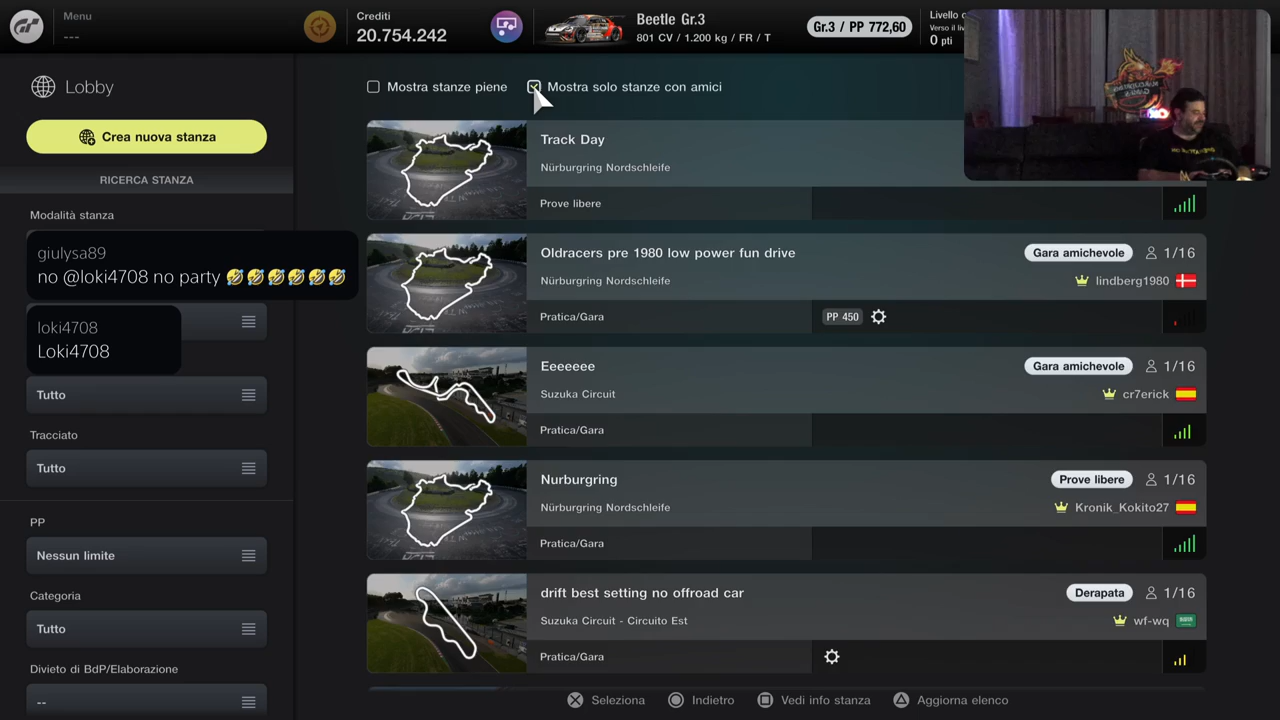 Menu
---
Crediti
20.754.242
Beetle Gr.3
801 CV / 1.200 kg / FR / T
Gr.3 / PP 772,60
Livello
Verso il
0 pti
Lobby
Crea nuova stanza
RICERCA STANZA
Modalità stanza
giulysa89
no @loki4708 no party 🤣🤣🤣🤣🤣🤣
loki4708
Loki4708
Tutto
Tracciato
Tutto
PP
Nessun limite
Categoria
Tutto
Divieto di BdP/Elaborazione
--
Mostra stanze piene
Mostra solo stanze con amici
Track Day
Nürburgring Nordschleife
Prove libere
Oldracers pre 1980 low power fun drive
Gara amichevole
1/16
Nürburgring Nordschleife
lindberg1980
Pratica/Gara
PP 450
Eeeeeee
Gara amichevole
1/16
Suzuka Circuit
cr7erick
Pratica/Gara
Nurburgring
Prove libere
1/16
Nürburgring Nordschleife
Kronik_Kokito27
Pratica/Gara
drift best setting no offroad car
Derapata
1/16
Suzuka Circuit - Circuito Est
wf-wq
Pratica/Gara
Seleziona
Indietro
Vedi info stanza
Aggiorna elenco